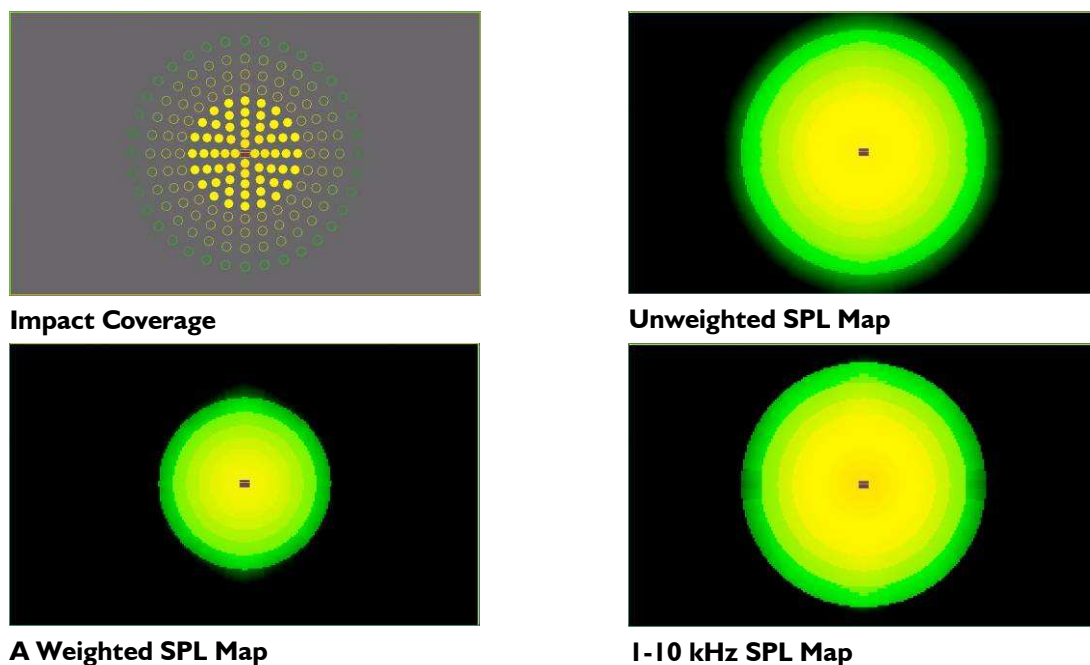 Impact Coverage
Unweighted SPL Map
A Weighted SPL Map
1-10 kHz SPL Map